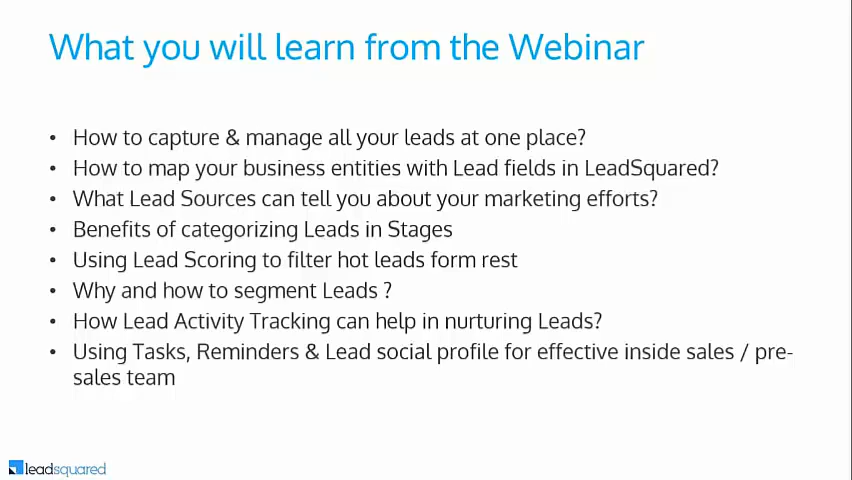 What you will learn from the Webinar
• How to capture & manage all your leads at one place?
• How to map your business entities with Lead fields in LeadSquared?
• What Lead Sources can tell you about your marketing efforts?
• Benefits of categorizing Leads in Stages
• Using Lead Scoring to filter hot leads form rest
• Why and how to segment Leads ?
• How Lead Activity Tracking can help in nurturing Leads?
• Using Tasks, Reminders & Lead social profile for effective inside sales / pre-
sales team
leadsquared